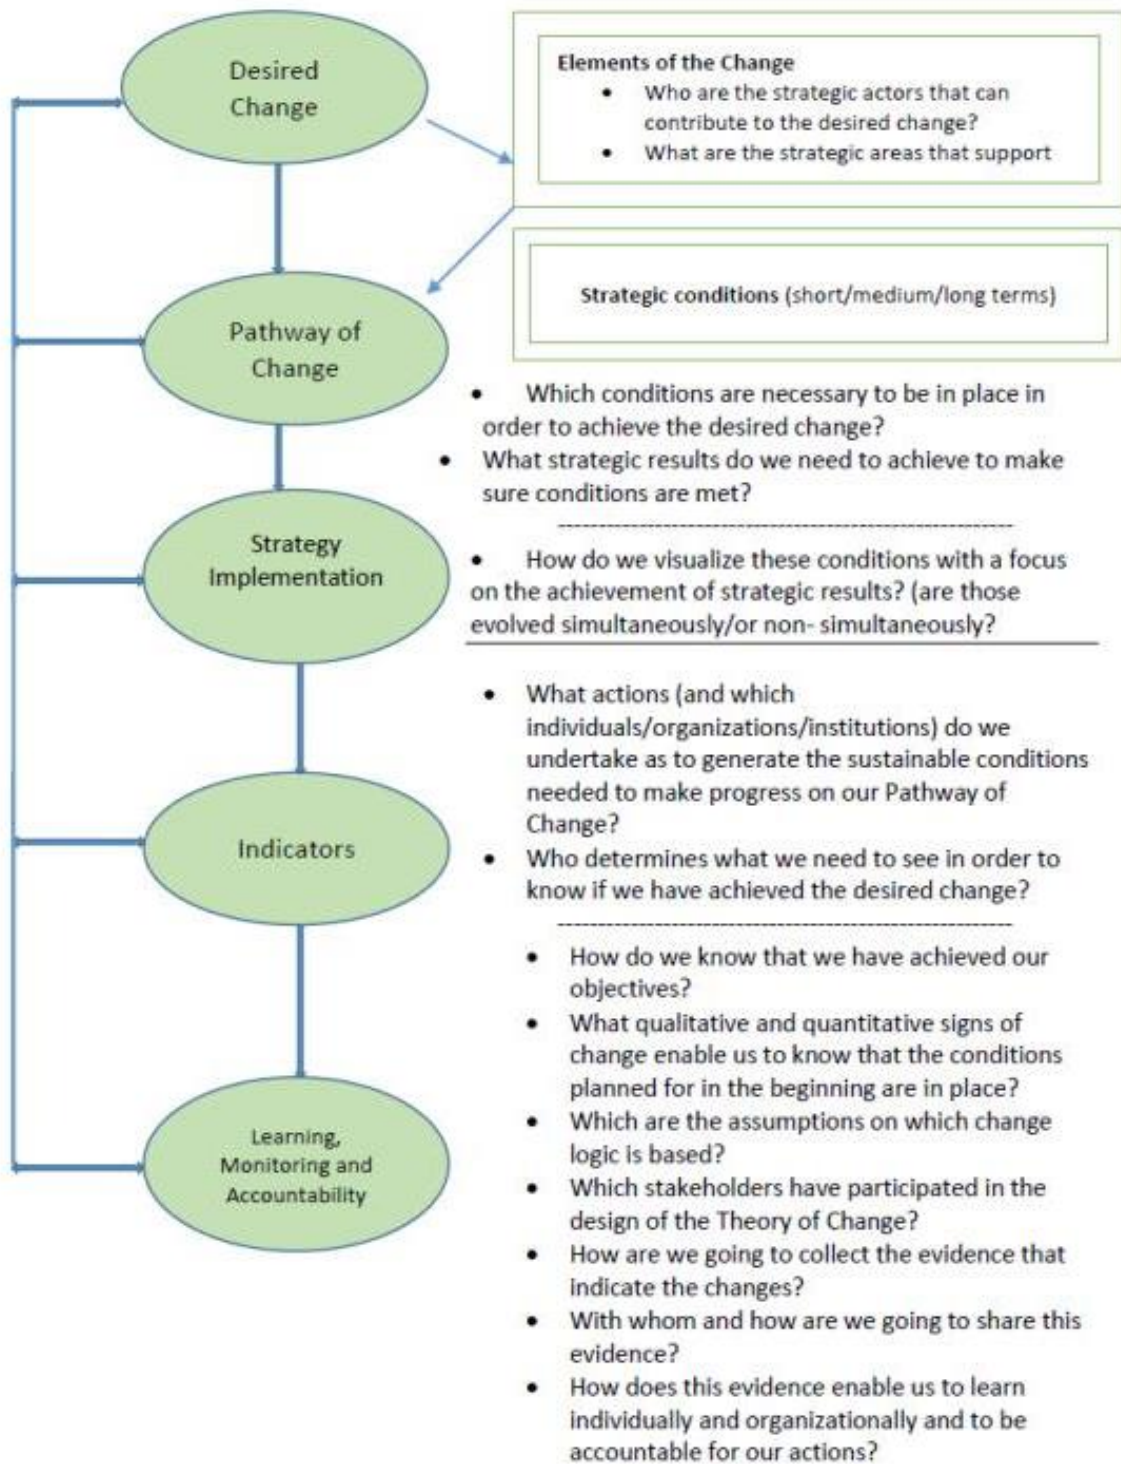 Desired
Change
Elements of the Change
• Who are the strategic actors that can
contribute to the desired change?
• What are the strategic areas that support
Pathway of
Change
Strategic conditions (short/medium/long terms)
• Which conditions are necessary to be in place in
order to achieve the desired change?
• What strategic results do we need to achieve to make
sure conditions are met?
Strategy
Implementation
• How do we visualize these conditions with a focus
on the achievement of strategic results? (are those
evolved simultaneously/or non- simultaneously?
• What actions (and which
individuals/organizations/institutions) do we
undertake as to generate the sustainable conditions
needed to make progress on our Pathway of
Change?
• Who determines what we need to see in order to
know if we have achieved the desired change?
Indicators
• How do we know that we have achieved our
objectives?
• What qualitative and quantitative signs of
change enable us to know that the conditions
planned for in the beginning are in place?
• Which are the assumptions on which change
logic is based?
• Which stakeholders have participated in the
design of the Theory of Change?
• How are we going to collect the evidence that
indicate the changes?
• With whom and how are we going to share this
evidence?
• How does this evidence enable us to learn
individually and organizationally and to be
accountable for our actions?
Learning,
Monitoring and
Accountability